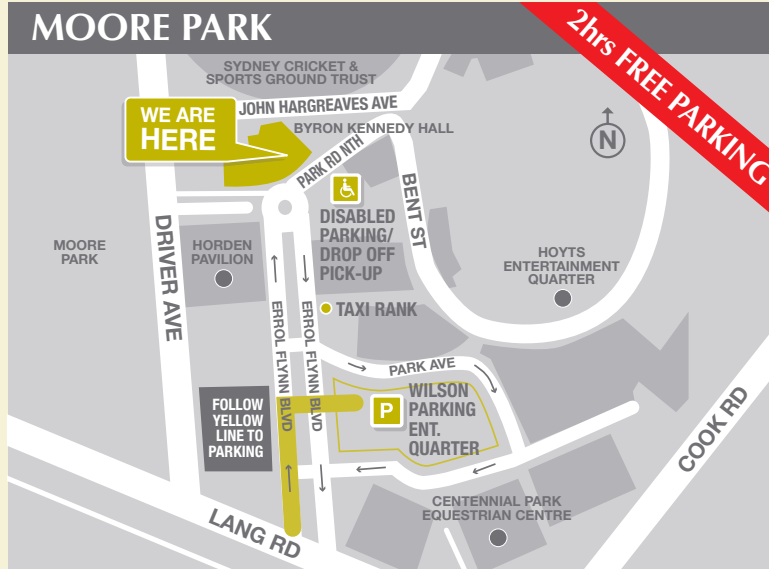 MOORE PARK
2hrs FREE PARKING
SYDNEY CRICKET &
SPORTS GROUND TRUST
JOHN HARGREAVES AVE
WE ARE
HERE
BYRON KENNEDY HALL
PARK RD NTH
N
BENT ST
DISABLED
PARKING/
DROP OFF
PICK-UP
DRIVER AVE
MOORE
PARK
HORDEN
PAVILION
HOYTS
ENTERTAINMENT
QUARTER
TAXI RANK
ERROL FLYNN BLVD
ERROL FLYNN BLVD
PARK AVE
FOLLOW
YELLOW
LINE TO
PARKING
P
WILSON
PARKING
ENT.
QUARTER
COOK RD
CENTENNIAL PARK
EQUESTRIAN CENTRE
LANG RD